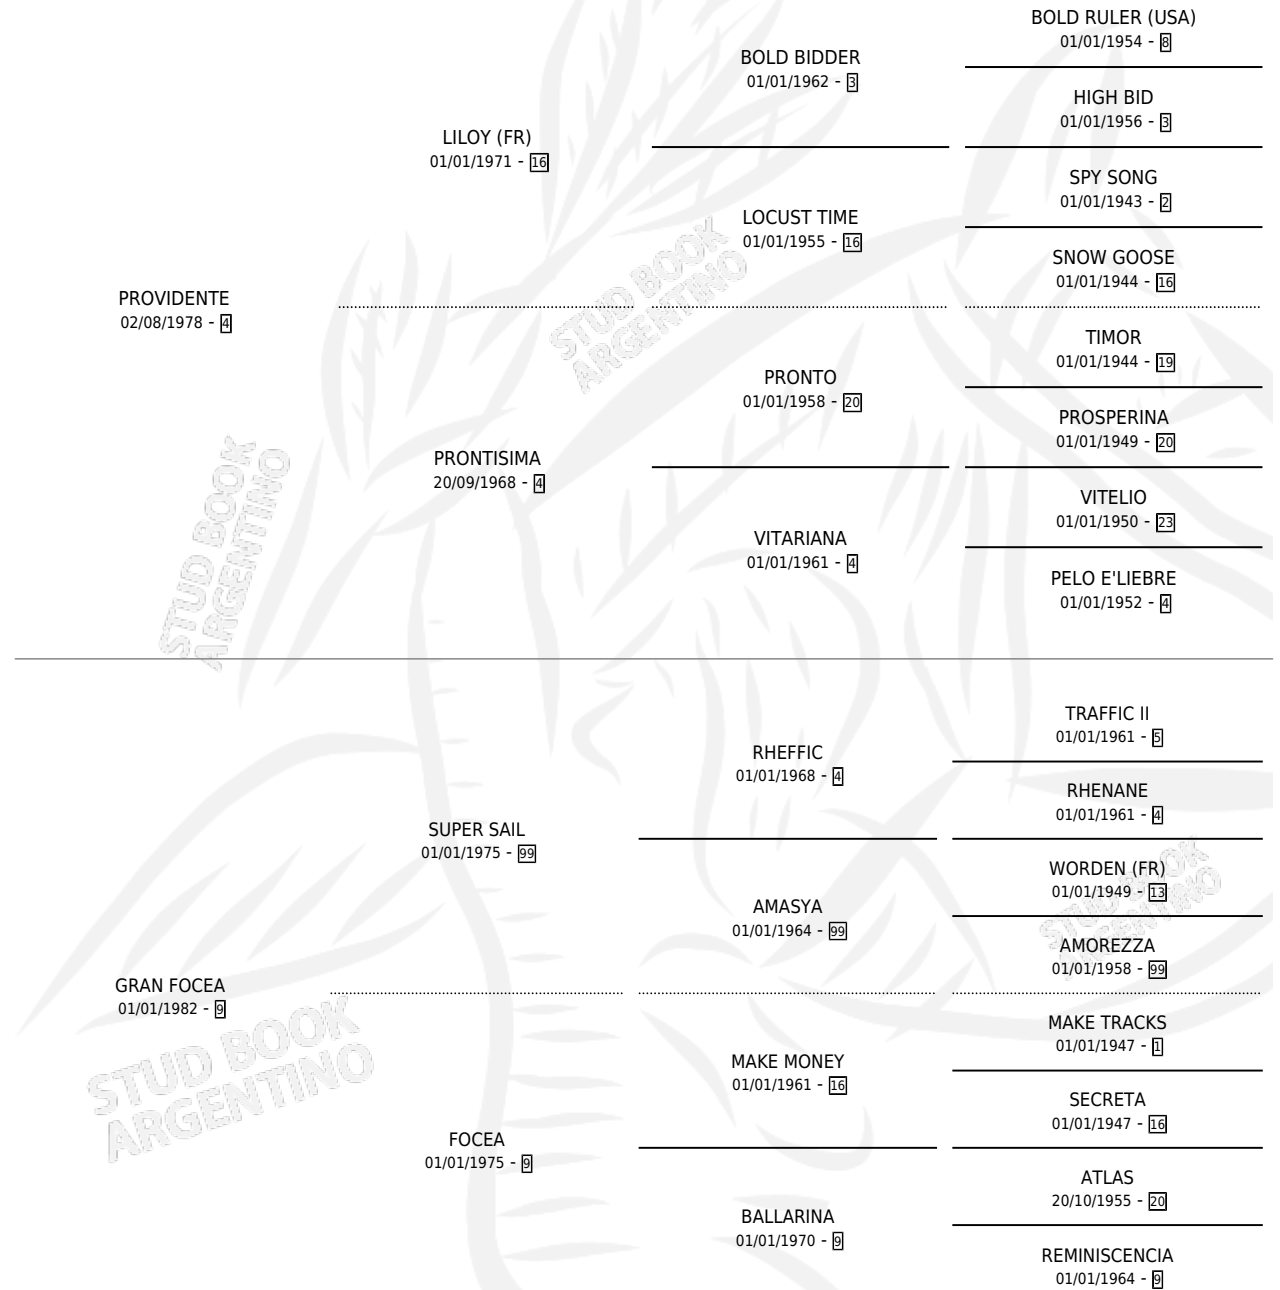 BOLD RULER (USA)
01/01/1954 - 8
BOLD BIDDER
01/01/1962 - 3
HIGH BID
01/01/1956 - 3
LILOY (FR)
01/01/1971 - 16
SPY SONG
01/01/1943 - 2
LOCUST TIME
01/01/1955 - 16
SNOW GOOSE
01/01/1944 - 16
PROVIDENTE
02/08/1978 - 4
TIMOR
01/01/1944 - 19
PRONTO
01/01/1958 - 20
PROSPERINA
01/01/1949 - 20
PRONTISIMA
20/09/1968 - 4
VITELIO
01/01/1950 - 23
VITARIANA
01/01/1961 - 4
PELO E'LIEBRE
01/01/1952 - 4
STUD BOOK
ARGENTINO
STUD BOOK
ARGENTINO
TRAFFIC II
01/01/1961 - 5
RHEFFIC
01/01/1968 - 4
RHENANE
01/01/1961 - 4
SUPER SAIL
01/01/1975 - 99
WORDEN (FR)
01/01/1949 - 13
AMASYA
01/01/1964 - 99
AMOREZZA
01/01/1958 - 99
STUD BOOK
ARGENTINO
GRAN FOCEA
01/01/1982 - 9
MAKE TRACKS
01/01/1947 - 1
MAKE MONEY
01/01/1961 - 16
SECRETA
01/01/1947 - 16
FOCEA
01/01/1975 - 9
ATLAS
20/10/1955 - 20
BALLARINA
01/01/1970 - 9
REMINISCENCIA
01/01/1964 - 9
STUD BOOK
ARGENTINO